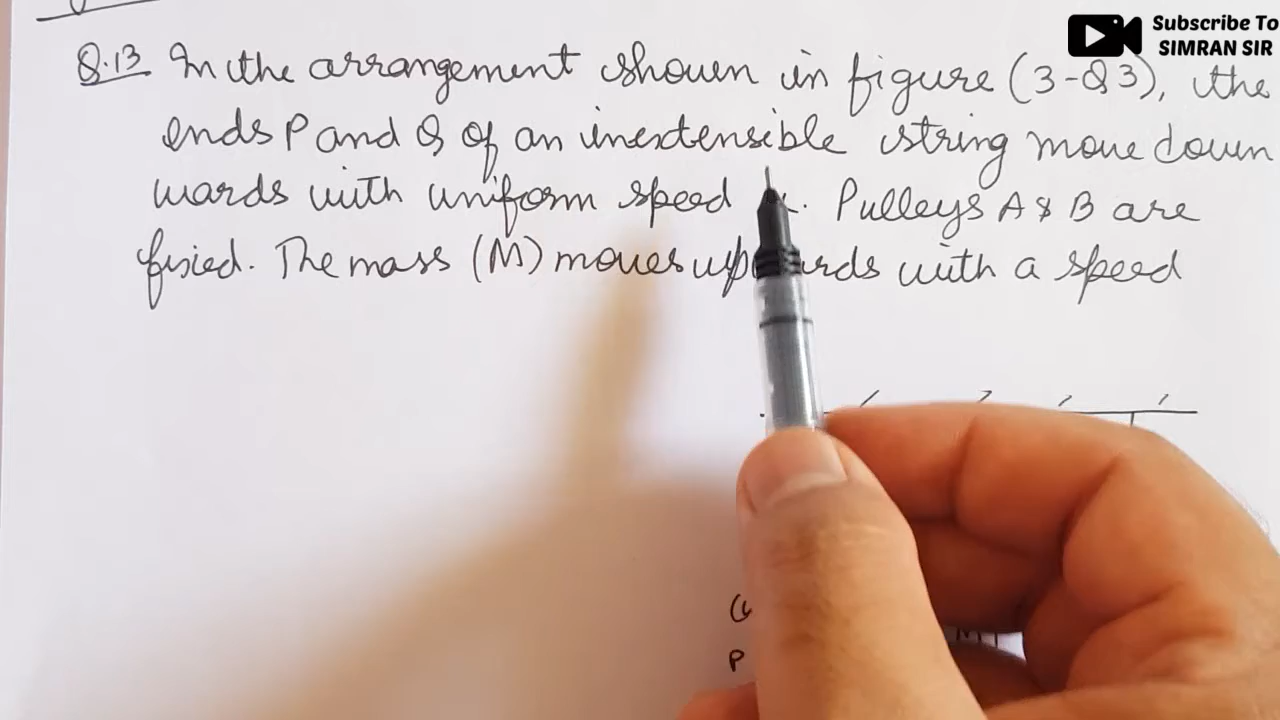 Subscribe To
SIMRAN SIR
Q.13 In the arrangement shown in figure (3-Q3), the
ends P and Q of an inextensible string move down
wards with uniform speed . Pulleys A & B are
fixed. The mass (M) moves upwards with a speed
M
P